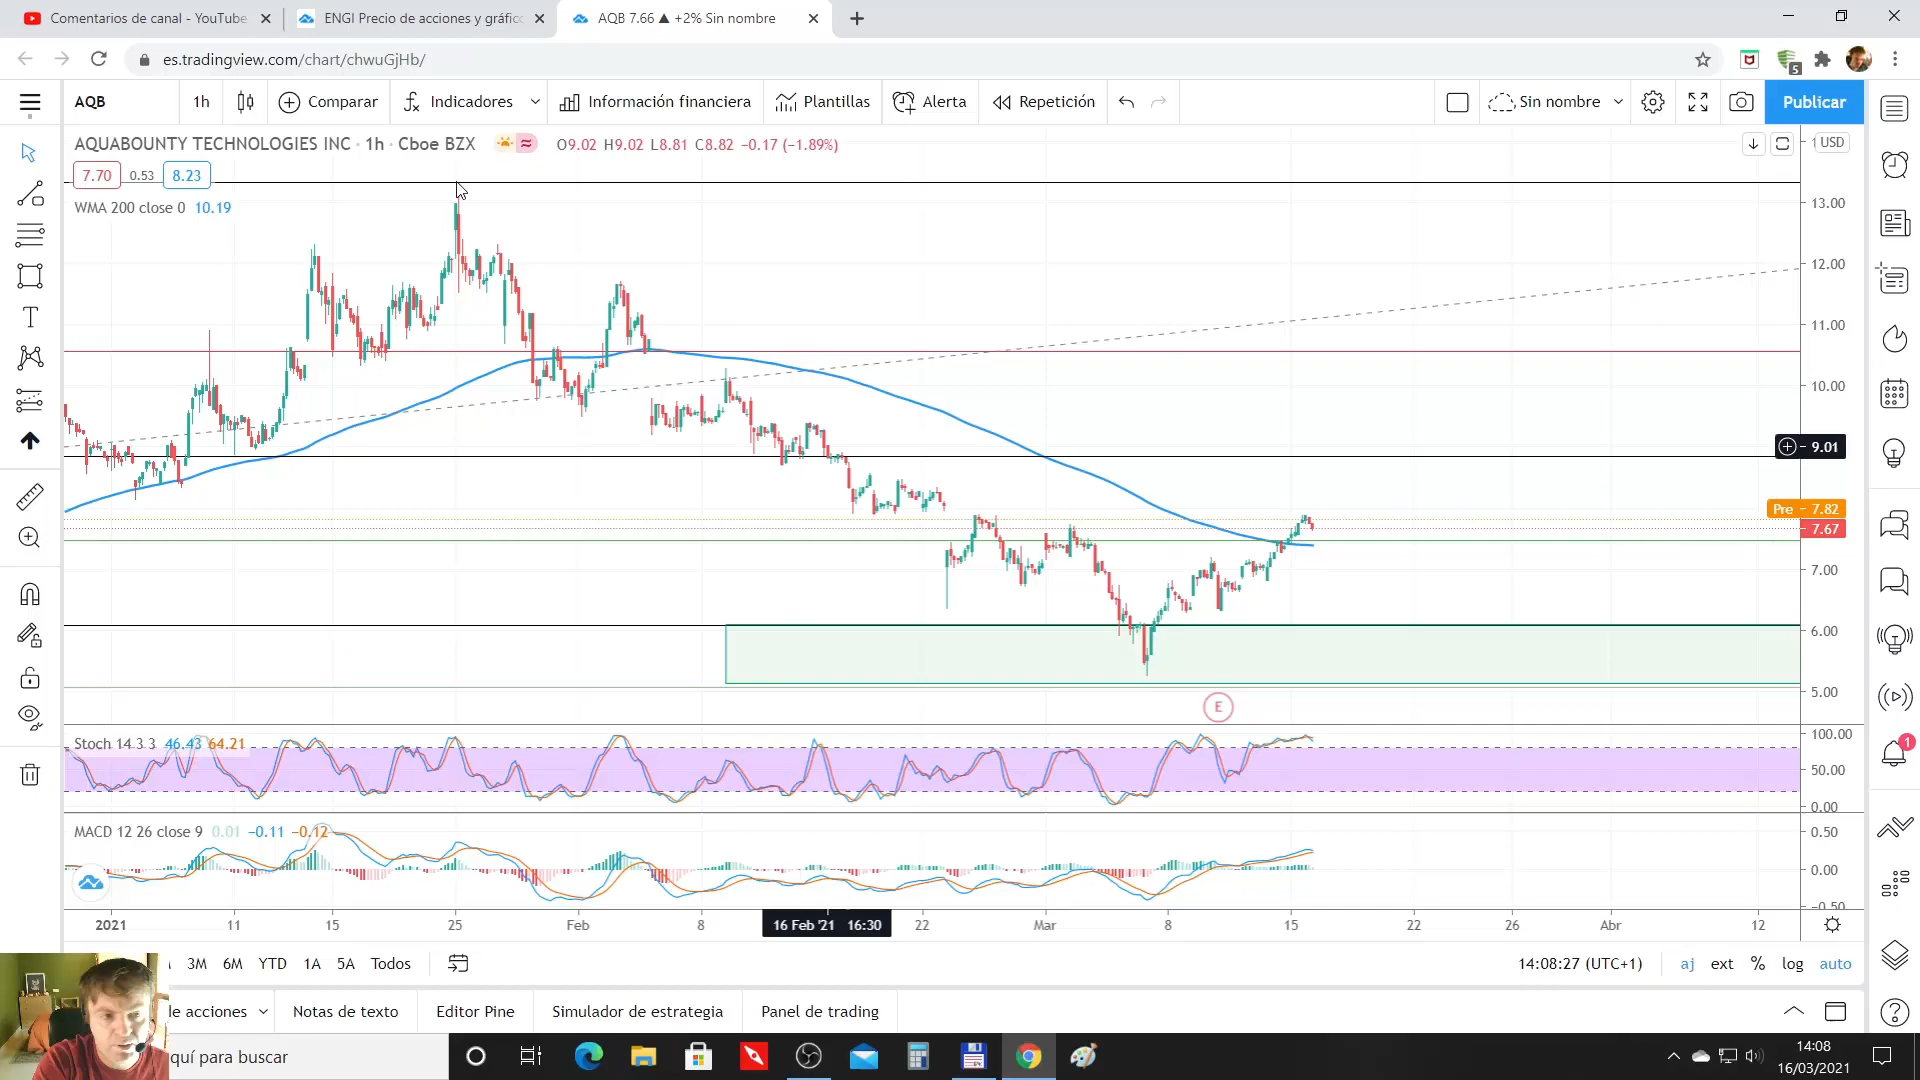 Comentarios de canal - YouTube
ENGI Precio de acciones y gráfic
AQB 7.66 ▲ +2% Sin nombre
es.tradingview.com/chart/chwuGjHb/
5
AQB
1h
Comparar
Indicadores
Información financiera
Plantillas
Alerta
Repetición
Sin nombre
Publicar
AQUABOUNTY TECHNOLOGIES INC · 1h · Cboe BZX
O9.02 H9.02 L8.81 C8.82 −0.17 (−1.89%)
USD
7.70
0.53
8.23
WMA 200 close 0 10.19
13.00
12.00
11.00
10.00
9.01
Pre 7.82
7.67
7.00
6.00
5.00
E
Stoch 14 3 3 46.43 64.21
100.00
50.00
0.00
MACD 12 26 close 9 0.01 −0.11 −0.12
0.50
0.00
−0.50
2021
11
15
25
Feb
8
16 Feb '21 16:30
22
Mar
8
15
22
26
Abr
12
1
3M
6M
YTD
1A
5A
Todos
14:08:27 (UTC+1)
aj
ext
%
log
auto
de acciones
Notas de texto
Editor Pine
Simulador de estrategia
Panel de trading
quí para buscar
14:08
16/03/2021